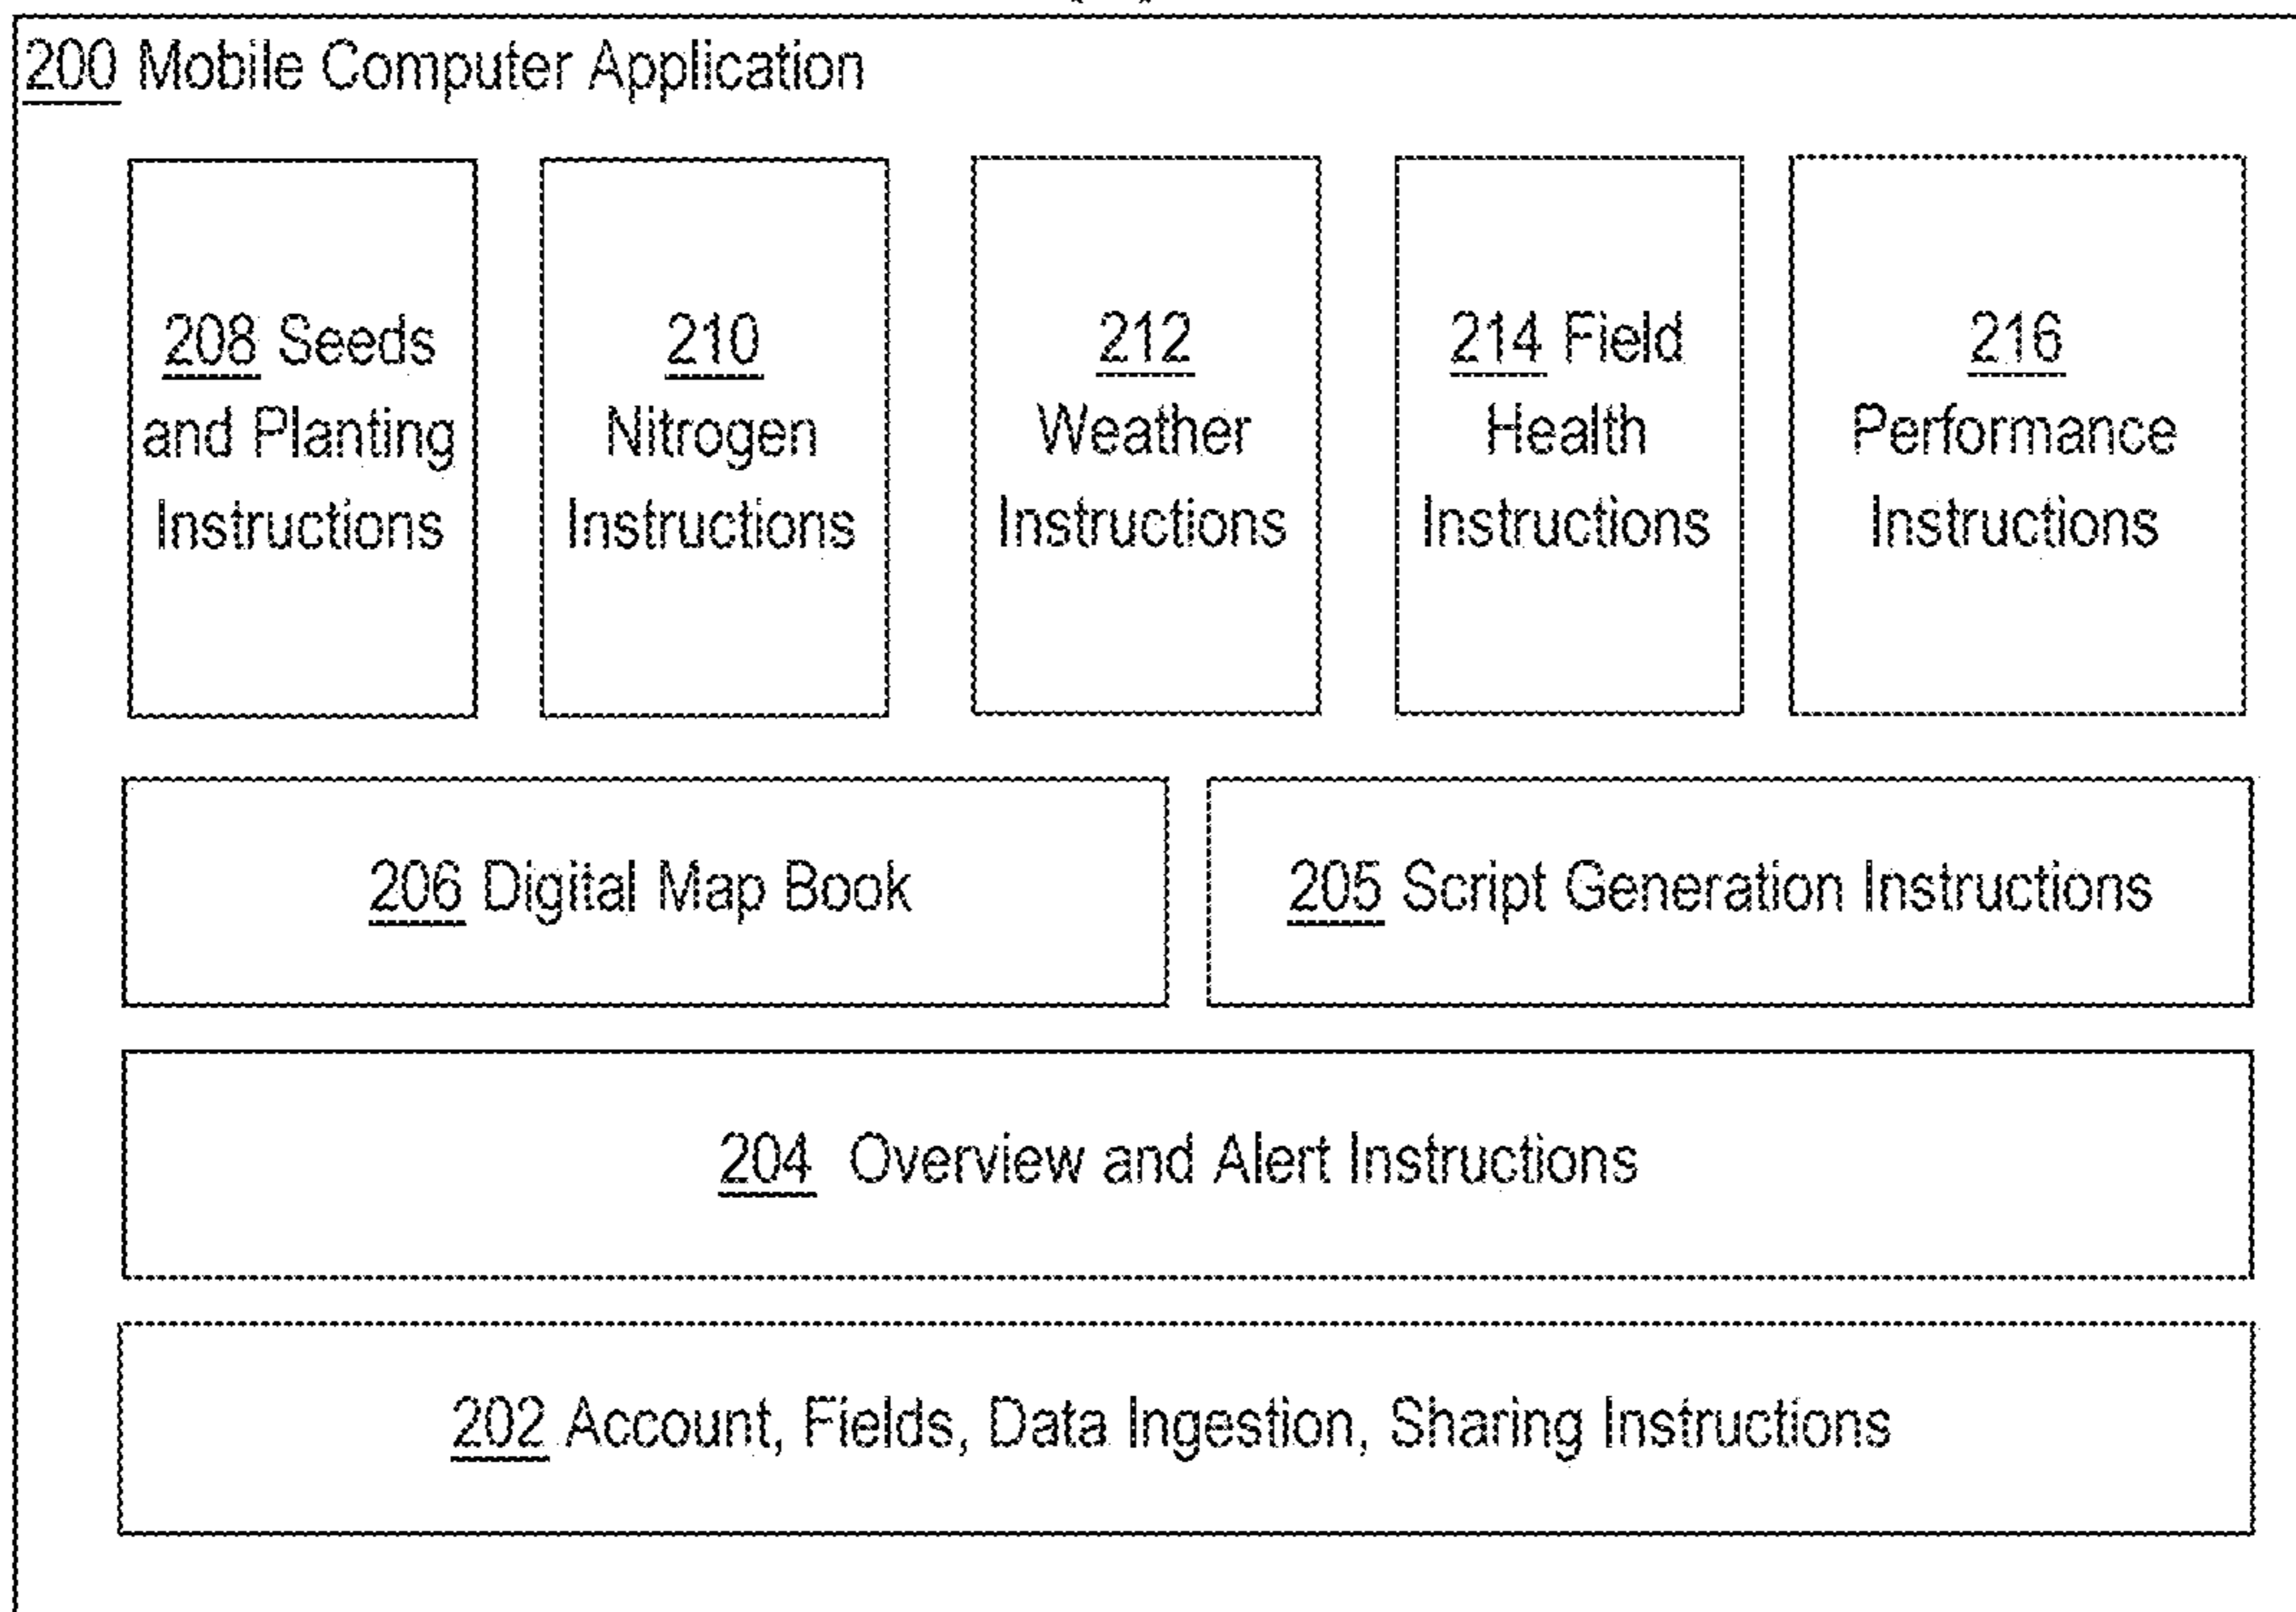 200 Mobile Computer Application
208 Seeds
and Planting
Instructions
210
Nitrogen
Instructions
212
Weather
Instructions
214 Field
Health
Instructions
216
Performance
Instructions
206 Digital Map Book
205 Script Generation Instructions
204 Overview and Alert Instructions
202 Account, Fields, Data Ingestion, Sharing Instructions